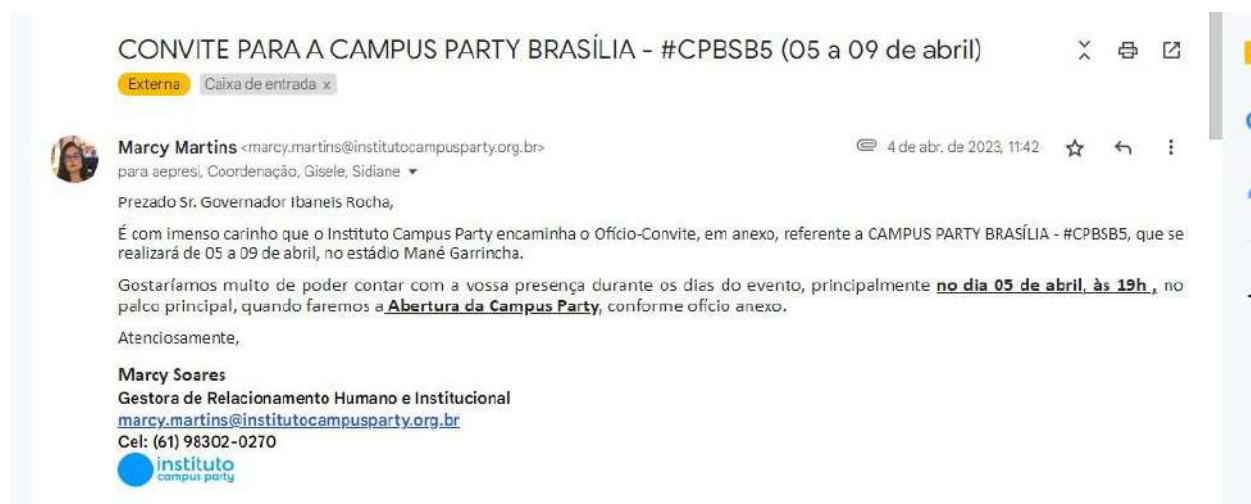 CONVITE PARA A CAMPUS PARTY BRASÍLIA - #CPBSB5 (05 a 09 de abril)
Externa Caixa de entrada x
Marcy Martins <marcy.martins@institutocampusparty.org.br> 4 de abr. de 2023, 11:42
para aepresi, Coordenação, Gisele, Sidiane
Prezado Sr. Governador Ibaneis Rocha,
É com imenso carinho que o Instituto Campus Party encaminha o Ofício-Convite, em anexo, referente a CAMPUS PARTY BRASÍLIA - #CPBSB5, que se
realizará de 05 a 09 de abril, no estádio Mané Garrincha.
Gostaríamos muito de poder contar com a vossa presença durante os dias do evento, principalmente no dia 05 de abril, às 19h , no
palco principal, quando faremos a Abertura da Campus Party, conforme ofício anexo.
Atenciosamente,
Marcy Soares
Gestora de Relacionamento Humano e Institucional
marcy.martins@institutocampusparty.org.br
Cel: (61) 98302-0270
instituto
campus party